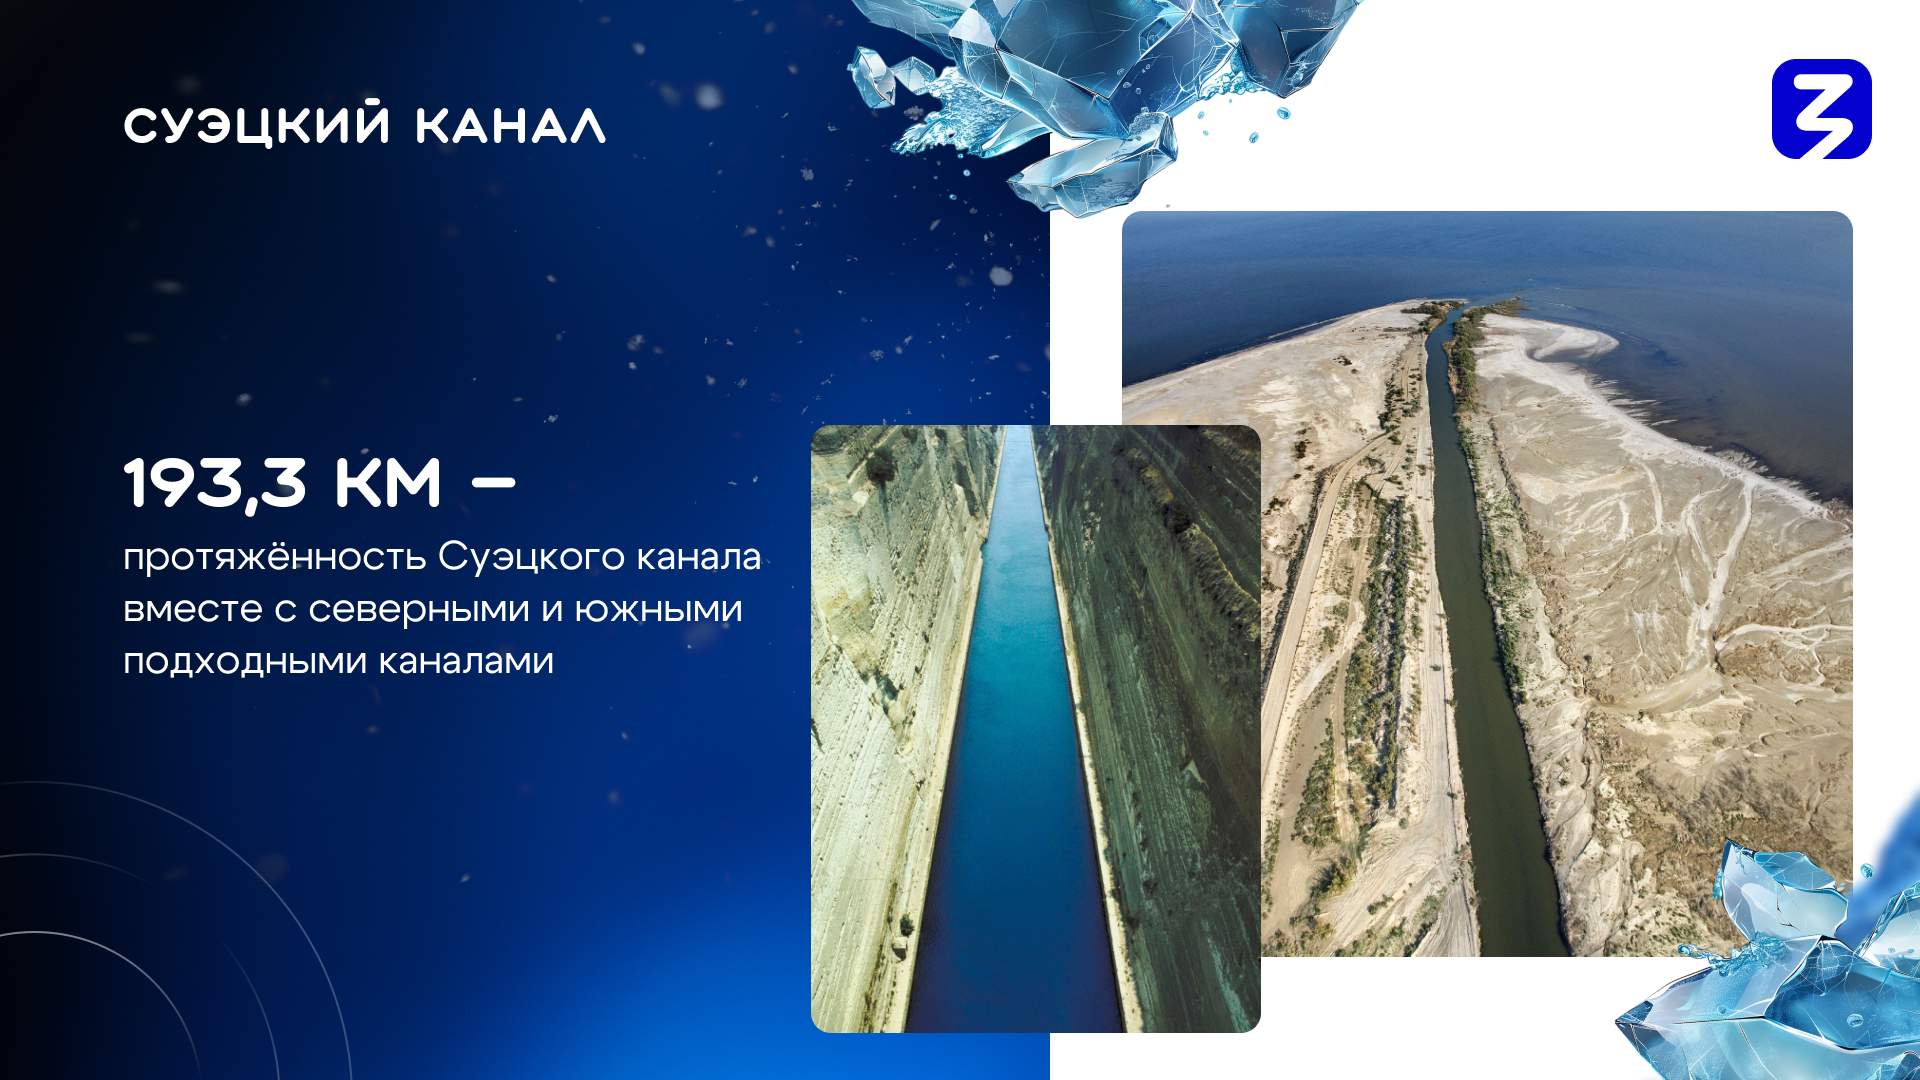 СУЭЦКИЙ КАНАЛ
193,3 КМ –
протяжённость Суэцкого канала
вместе с северными и южными
подходными каналами